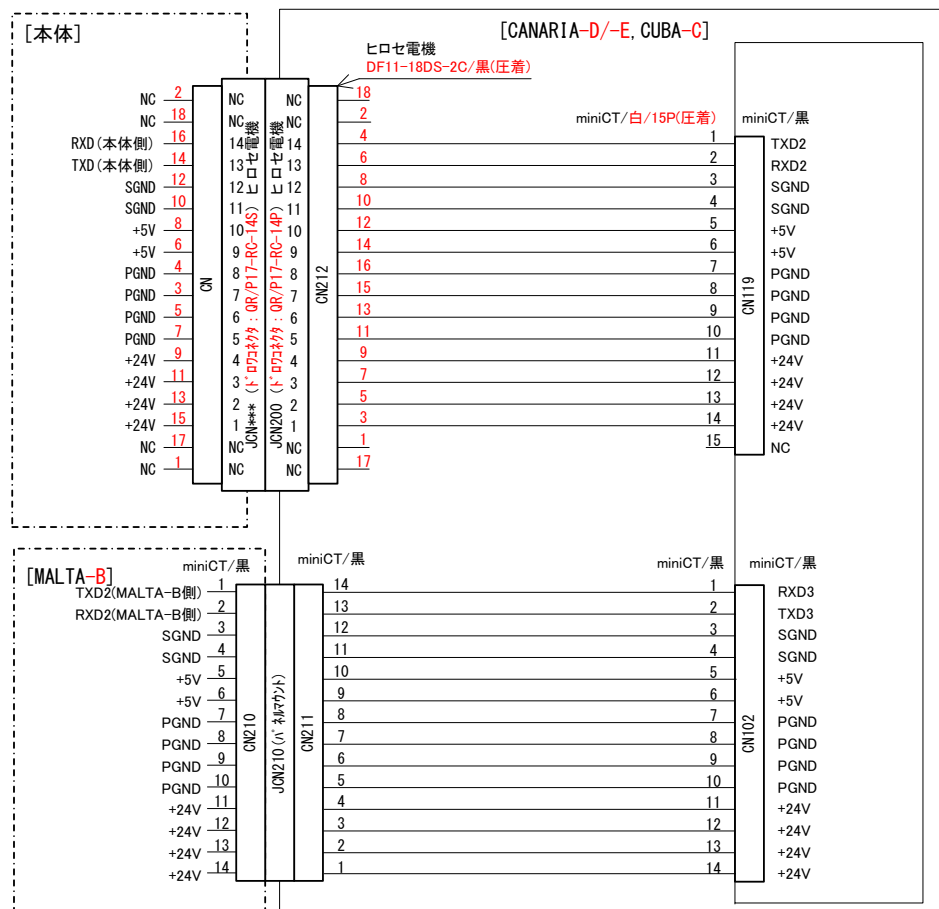 [本体]
[CANARIA-D/-E, CUBA-C]
ヒロセ電機
DF11-18DS-2C/黒(圧着)
miniCT/白/15P(圧着)
miniCT/黒
NC 2 NC NC 18
NC 18 NC NC 2
RXD(本体側) 16 14 14 4 1 TXD2
TXD(本体側) 14 13 13 6 2 RXD2
SGND 12 12 12 8 3 SGND
SGND 10 11 11 10 4 SGND
+5V 8 10 10 12 5 +5V
+5V 6 9 9 14 6 +5V
PGND 4 8 8 16 7 PGND
PGND 3 7 7 15 8 PGND
PGND 5 6 6 13 9 PGND
PGND 7 5 5 11 10 PGND
+24V 9 4 4 9 11 +24V
+24V 11 3 3 7 12 +24V
+24V 13 2 2 5 13 +24V
+24V 15 1 1 3 14 +24V
NC 17 NC NC 1 15 NC
NC 1 NC NC 17
CN
JCN*** (ドロワコネクタ:QR/P17-RC-14S) ヒロセ電機
JCN200 (ドロワコネクタ:QR/P17-RC-14P) ヒロセ電機
CN212
CN119
[MALTA-B]
miniCT/黒
miniCT/黒
miniCT/黒
miniCT/黒
TXD2(MALTA-B側) 1 14 1 RXD3
RXD2(MALTA-B側) 2 13 2 TXD3
SGND 3 12 3 SGND
SGND 4 11 4 SGND
+5V 5 10 5 +5V
+5V 6 9 6 +5V
PGND 7 8 7 PGND
PGND 8 7 8 PGND
PGND 9 6 9 PGND
PGND 10 5 10 PGND
+24V 11 4 11 +24V
+24V 12 3 12 +24V
+24V 13 2 13 +24V
+24V 14 1 14 +24V
CN210
JCN210(パネルマウント)
CN211
CN102